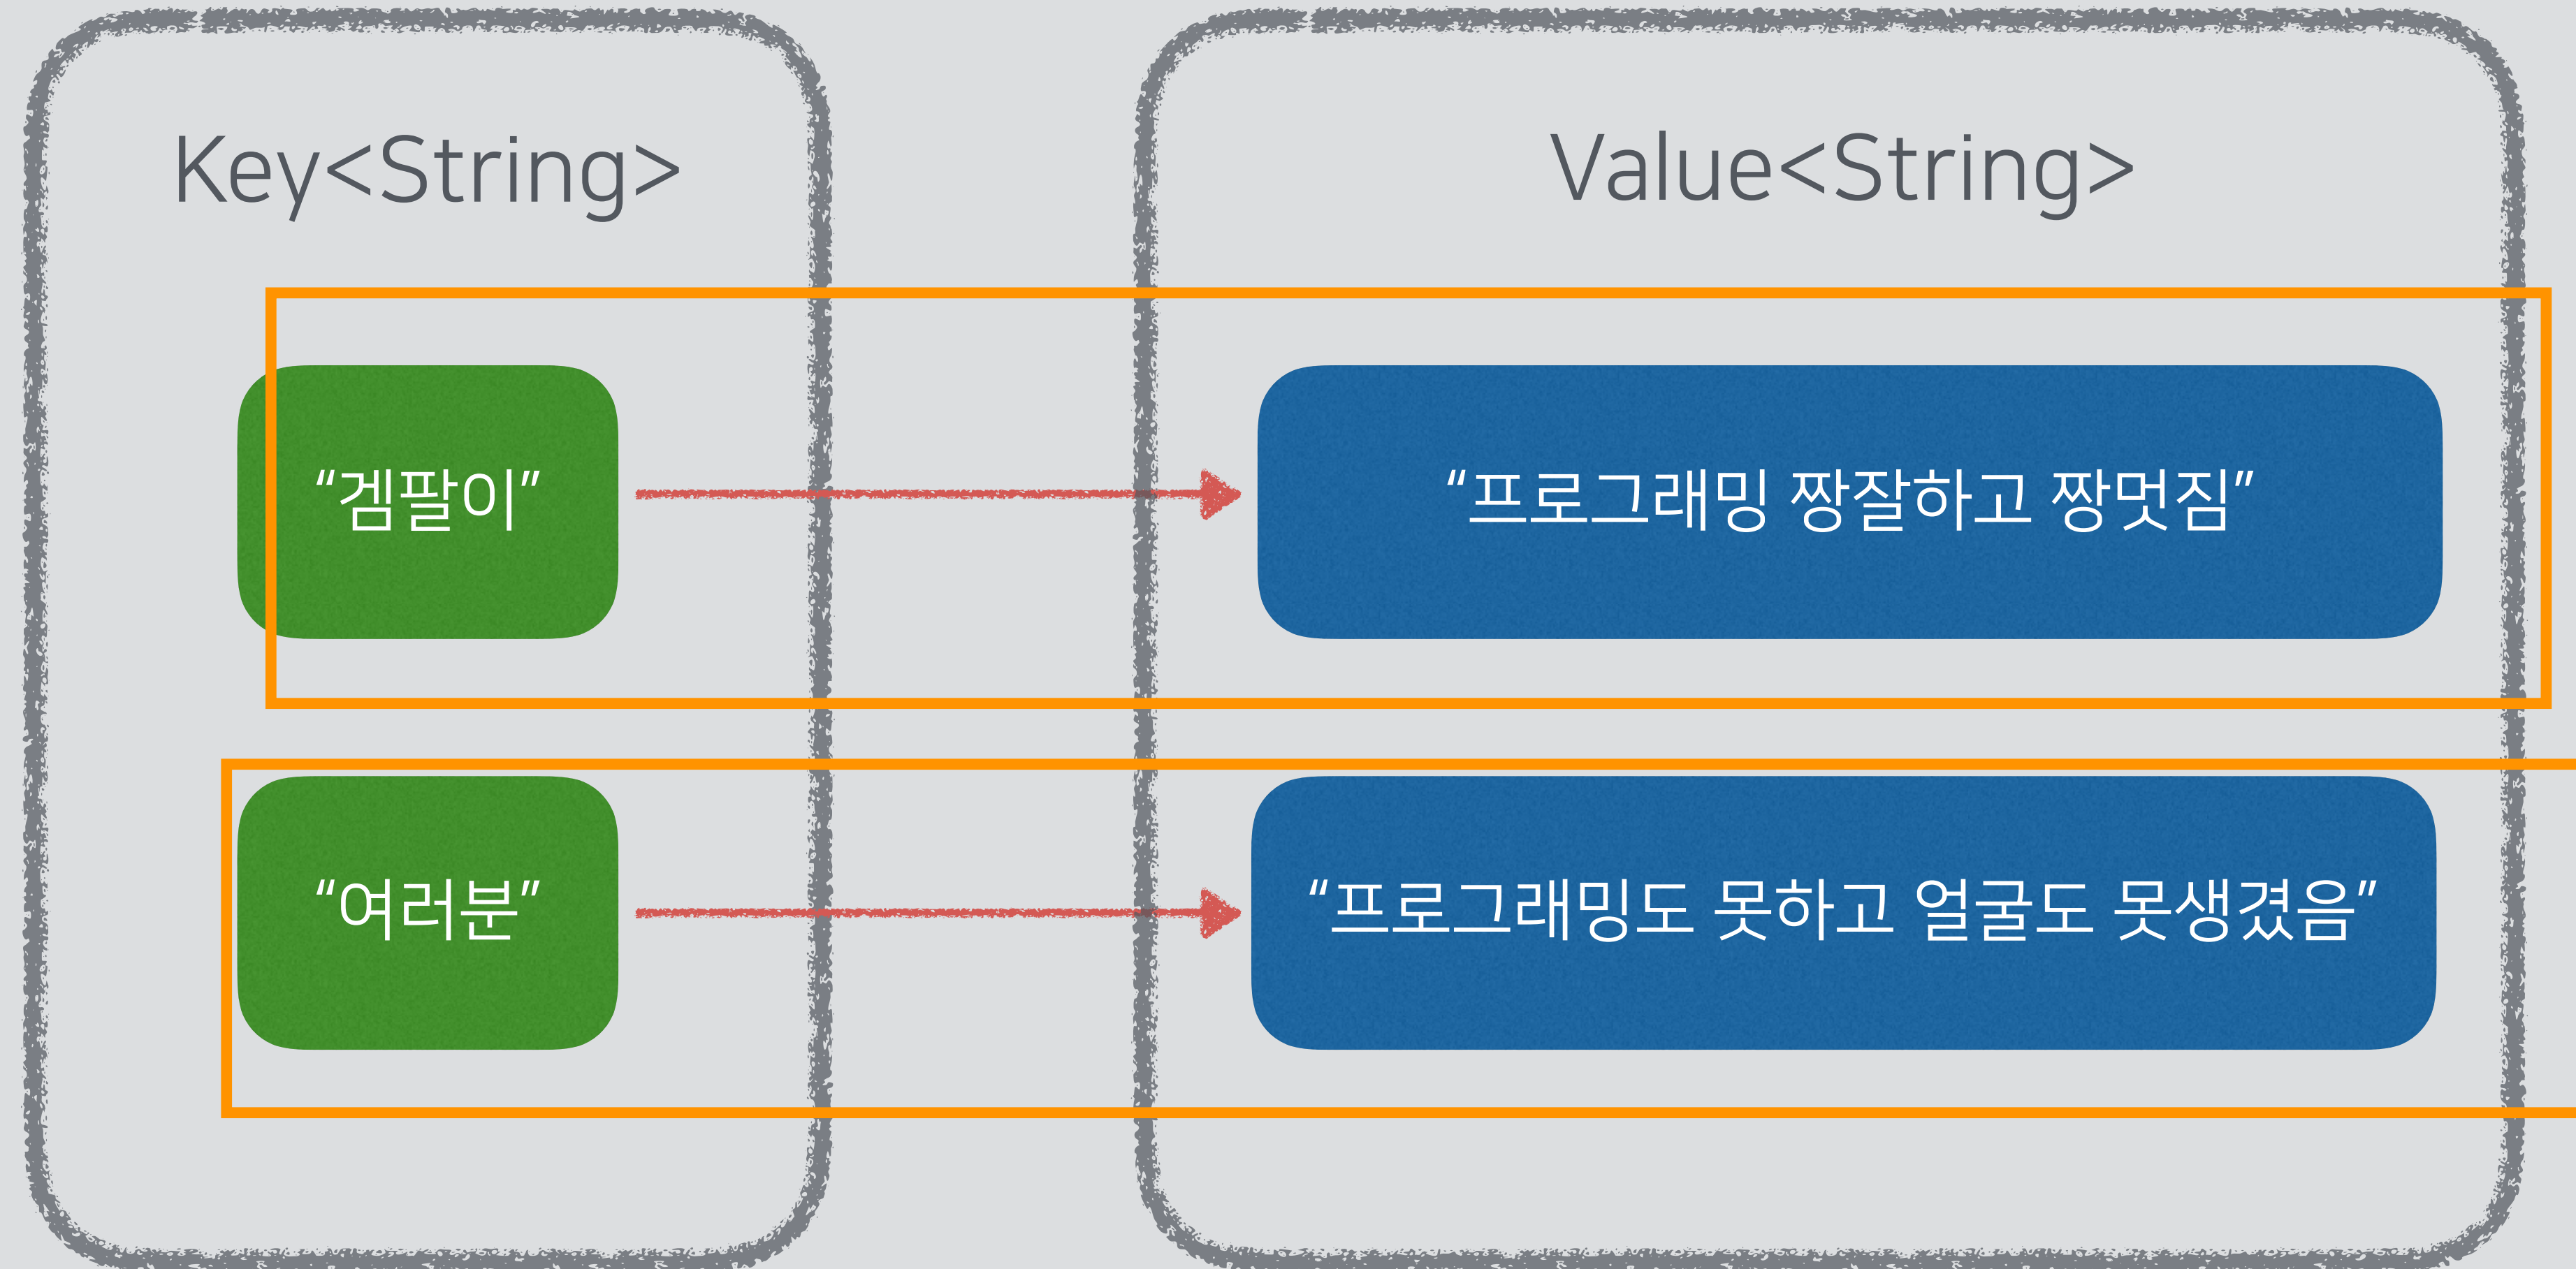 Key<String>
Value<String>
“겜팔이”
“프로그래밍 짱잘하고 짱멋짐”
“여러분”
“프로그래밍도 못하고 얼굴도 못생겼음”